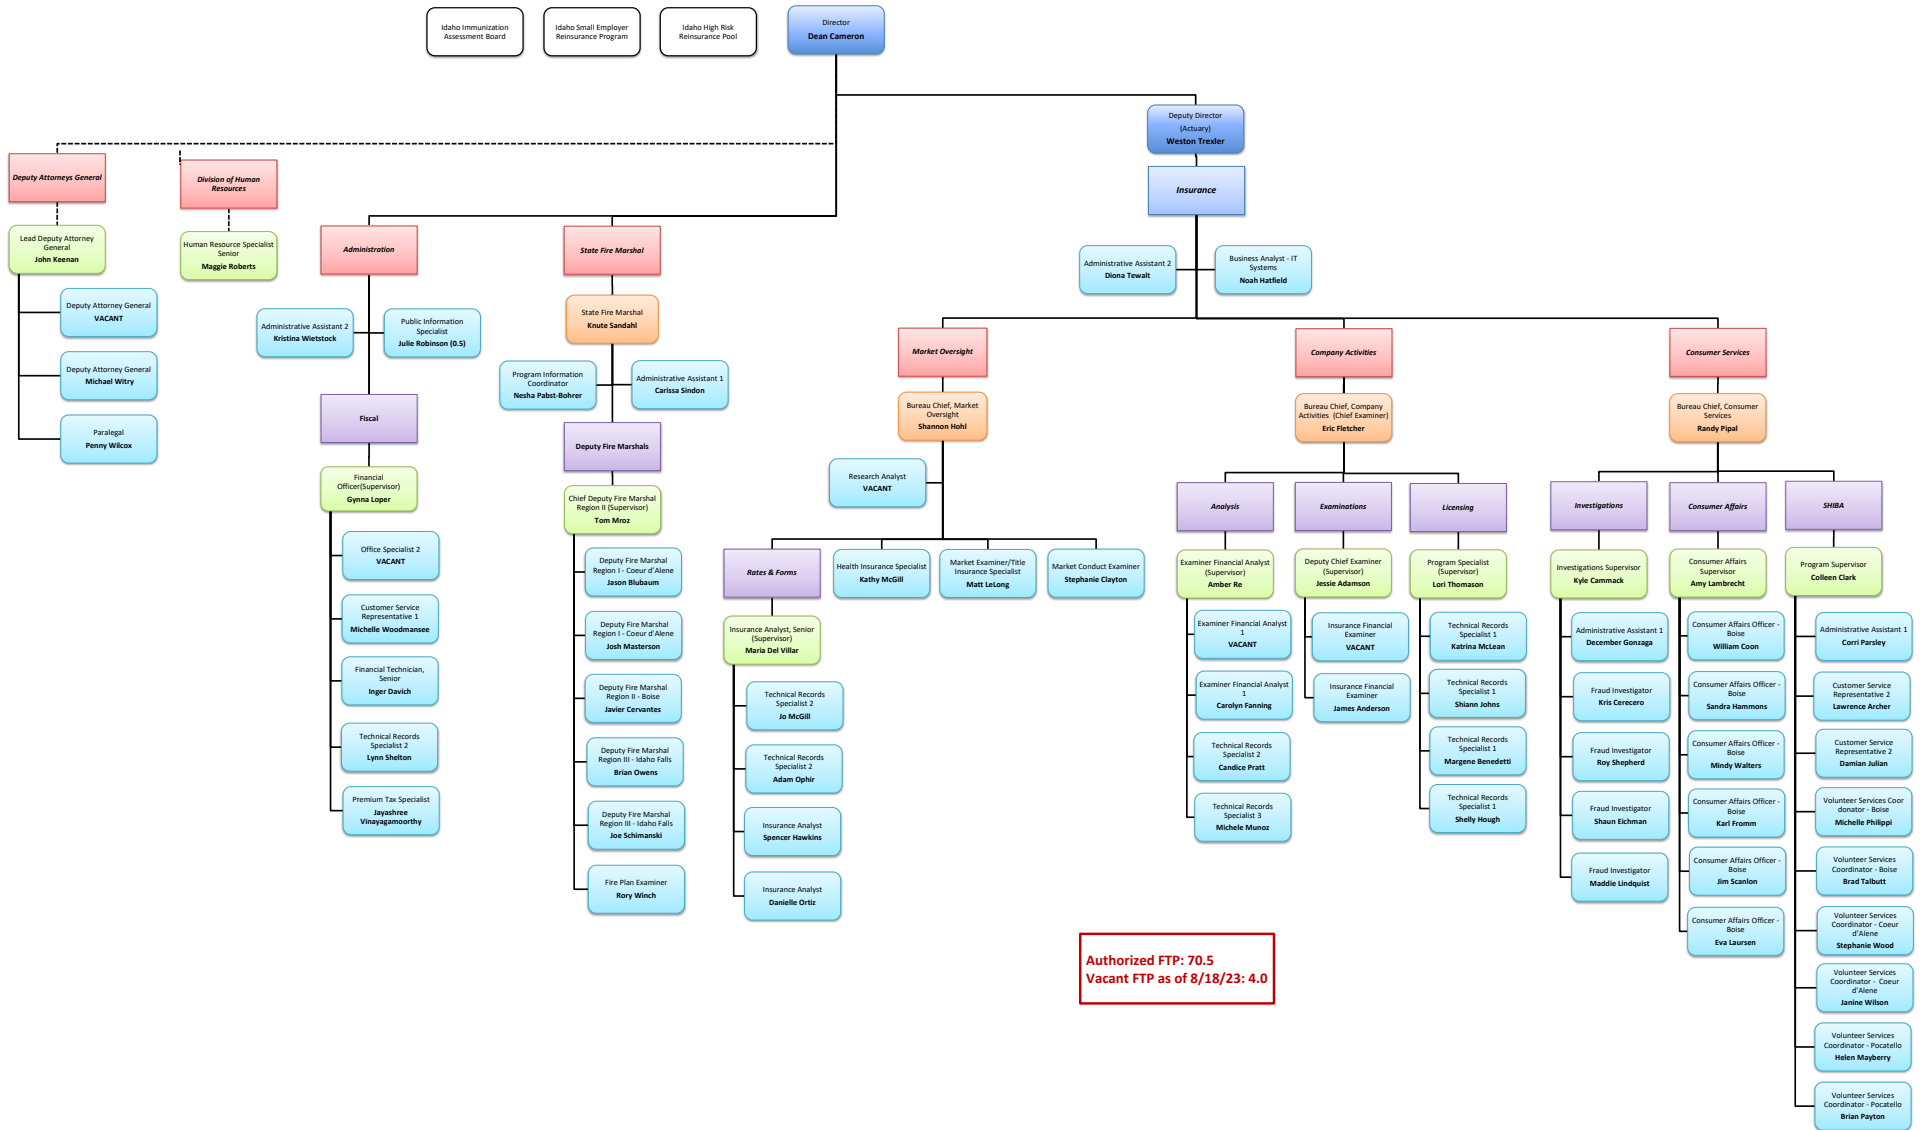 Idaho Immunization
Assessment Board
Idaho Small Employer
Reinsurance Program
Idaho High Risk
Reinsurance Pool
Director
Dean Cameron
Deputy Director
(Actuary)
Weston Trexler
Insurance
Administrative Assistant 2
Diona Tewalt
Business Analyst - IT
Systems
Noah Hatfield
Deputy Attorneys General
Lead Deputy Attorney
General
John Keenan
Deputy Attorney General
VACANT
Deputy Attorney General
Michael Witry
Paralegal
Penny Wilcox
Division of Human
Resources
Human Resource Specialist
Senior
Maggie Roberts
Administration
Administrative Assistant 2
Kristina Wietstock
Public Information
Specialist
Julie Robinson (0.5)
Fiscal
Financial
Officer(Supervisor)
Gynna Loper
Office Specialist 2
VACANT
Customer Service
Representative 1
Michelle Woodmansee
Financial Technician,
Senior
Inger Davich
Technical Records
Specialist 2
Lynn Shelton
Premium Tax Specialist
Jayashree
Vinayagamoorthy
State Fire Marshal
State Fire Marshal
Knute Sandahl
Program Information
Coordinator
Nesha Pabst-Bohrer
Administrative Assistant 1
Carissa Sindon
Deputy Fire Marshals
Chief Deputy Fire Marshal
Region II (Supervisor)
Tom Mroz
Deputy Fire Marshal
Region I - Coeur d'Alene
Jason Blubaum
Deputy Fire Marshal
Region I - Coeur d'Alene
Josh Masterson
Deputy Fire Marshal
Region II - Boise
Javier Cervantes
Deputy Fire Marshal
Region III - Idaho Falls
Brian Owens
Deputy Fire Marshal
Region III - Idaho Falls
Joe Schimanski
Fire Plan Examiner
Rory Winch
Market Oversight
Bureau Chief, Market
Oversight
Shannon Hohl
Research Analyst
VACANT
Rates & Forms
Insurance Analyst, Senior
(Supervisor)
Maria Del Villar
Technical Records
Specialist 2
Jo McGill
Technical Records
Specialist 2
Adam Ophir
Insurance Analyst
Spencer Hawkins
Insurance Analyst
Danielle Ortiz
Health Insurance Specialist
Kathy McGill
Market Examiner/Title
Insurance Specialist
Matt LeLong
Market Conduct Examiner
Stephanie Clayton
Company Activities
Bureau Chief, Company
Activities (Chief Examiner)
Eric Fletcher
Analysis
Examiner Financial Analyst
(Supervisor)
Amber Re
Examiner Financial Analyst
1
VACANT
Examiner Financial Analyst
1
Carolyn Fanning
Technical Records
Specialist 2
Candice Pratt
Technical Records
Specialist 3
Michele Munoz
Examinations
Deputy Chief Examiner
(Supervisor)
Jessie Adamson
Insurance Financial
Examiner
VACANT
Insurance Financial
Examiner
James Anderson
Licensing
Program Specialist
(Supervisor)
Lori Thomason
Technical Records
Specialist 1
Katrina McLean
Technical Records
Specialist 1
Shiann Johns
Technical Records
Specialist 1
Margene Benedetti
Technical Records
Specialist 1
Shelly Hough
Consumer Services
Bureau Chief, Consumer
Services
Randy Pipal
Investigations
Investigations Supervisor
Kyle Cammack
Administrative Assistant 1
December Gonzaga
Fraud Investigator
Kris Cerecero
Fraud Investigator
Roy Shepherd
Fraud Investigator
Shaun Eichman
Fraud Investigator
Maddie Lindquist
Consumer Affairs
Consumer Affairs
Supervisor
Amy Lambrecht
Consumer Affairs Officer -
Boise
William Coon
Consumer Affairs Officer -
Boise
Sandra Hammons
Consumer Affairs Officer -
Boise
Mindy Walters
Consumer Affairs Officer -
Boise
Karl Fromm
Consumer Affairs Officer -
Boise
Jim Scanlon
Consumer Affairs Officer -
Boise
Eva Laursen
SHIBA
Program Supervisor
Colleen Clark
Administrative Assistant 1
Corri Parsley
Customer Service
Representative 2
Lawrence Archer
Customer Service
Representative 2
Damian Julian
Volunteer Services Coor
donator - Boise
Michelle Philippi
Volunteer Services
Coordinator - Boise
Brad Talbutt
Volunteer Services
Coordinator - Coeur
d'Alene
Stephanie Wood
Volunteer Services
Coordinator - Coeur
d'Alene
Janine Wilson
Volunteer Services
Coordinator - Pocatello
Helen Mayberry
Volunteer Services
Coordinator - Pocatello
Brian Payton
Authorized FTP: 70.5
Vacant FTP as of 8/18/23: 4.0